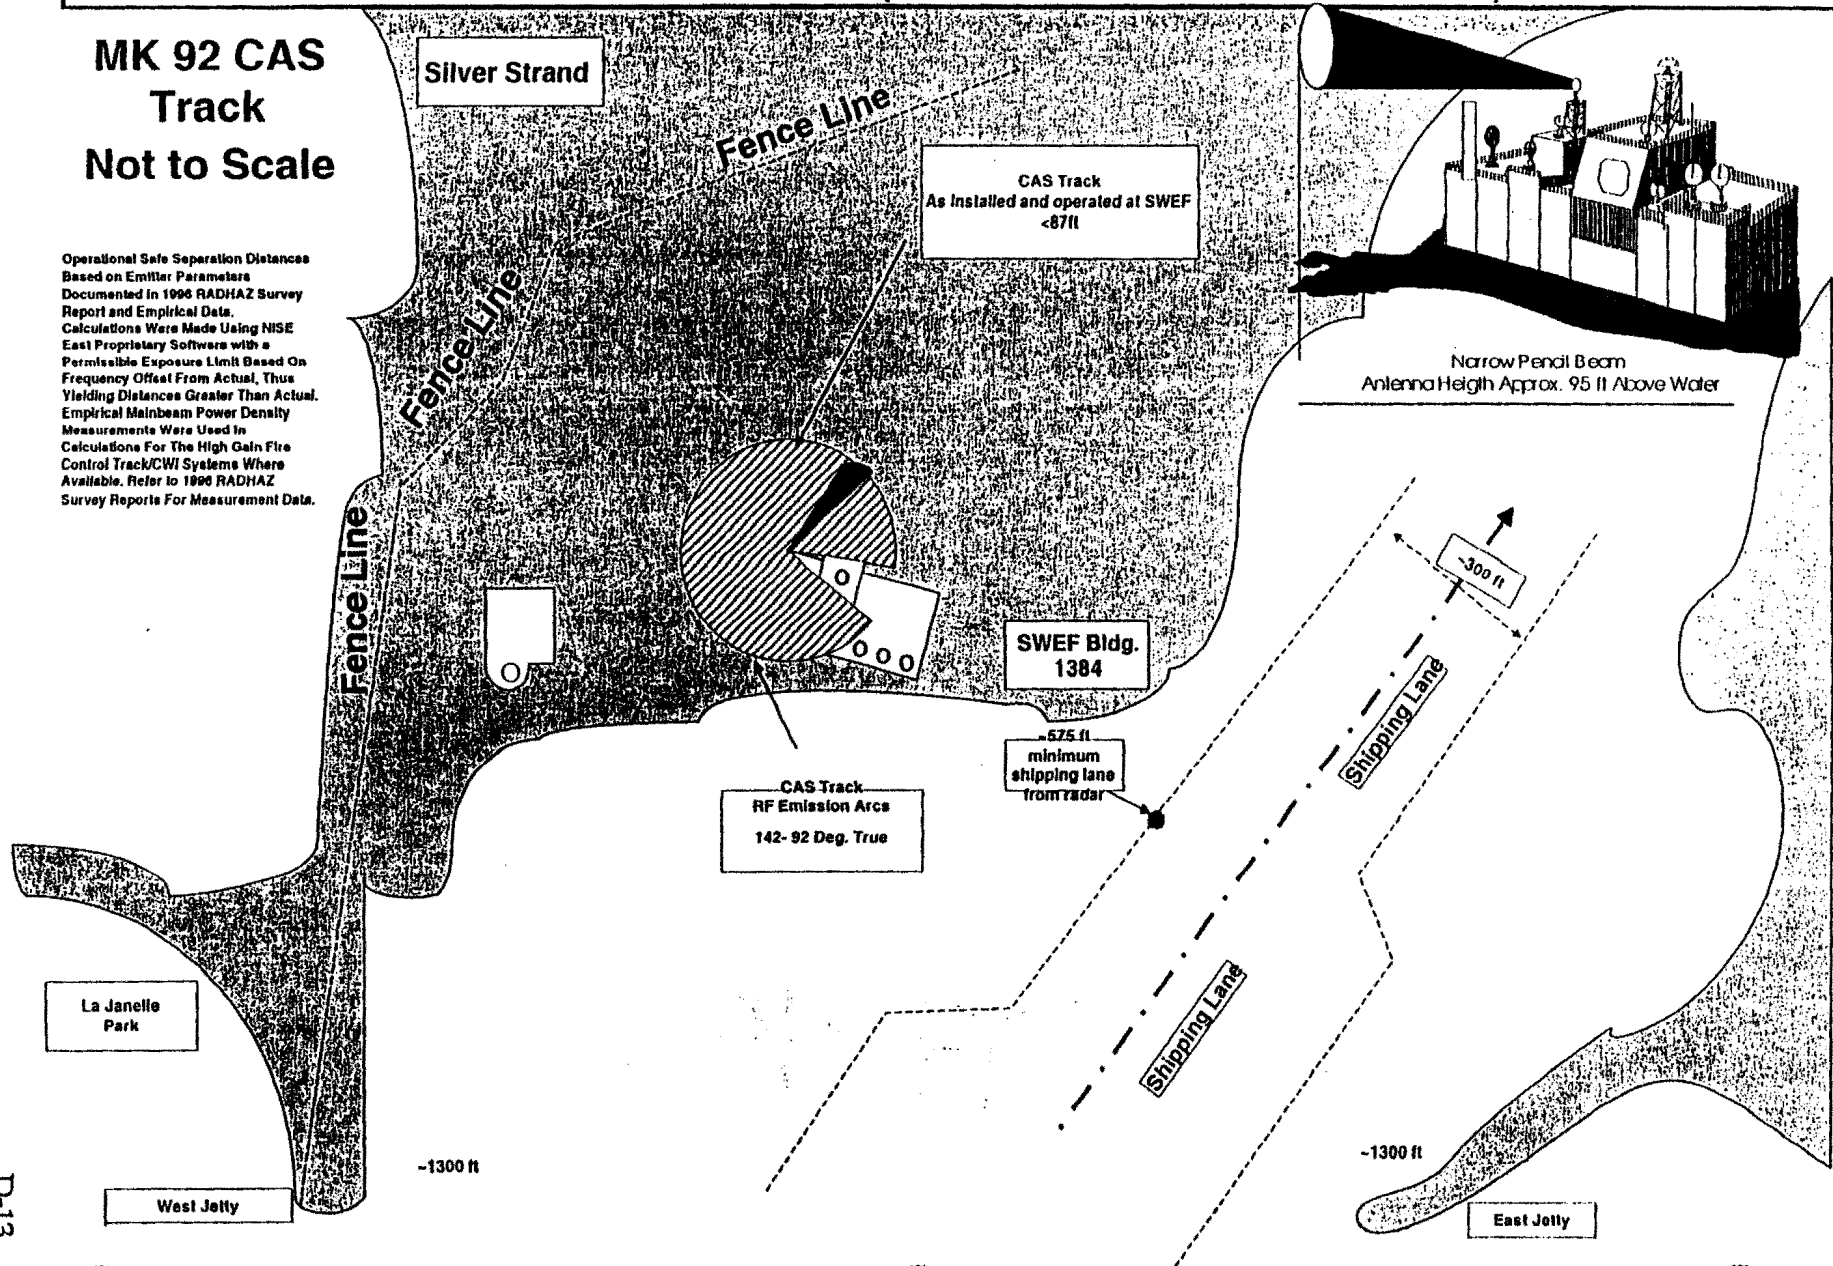 MK 92 CAS
Track
Not to Scale
Silver Strand
Fence Line
CAS Track
As Installed and operated at SWEF
<87ft
Operational Safe Separation Distances
Based on Emitter Parameters
Documented in 1996 RADHAZ Survey
Report and Empirical Data.
Calculations Were Made Using NISE
East Proprietary Software with a
Permissible Exposure Limit Based On
Frequency Offset From Actual, Thus
Yielding Distances Greater Than Actual.
Empirical Mainbeam Power Density
Measurements Were Used In
Calculations For The High Gain Fire
Control Track/CWI Systems Where
Available. Refer to 1996 RADHAZ
Survey Reports For Measurement Data.
Fence Line
Narrow Pencil Beam
Antenna Heigth Approx. 95 ft Above Water
Fence Line
~300 ft
O
O
O O O
SWEF Bldg.
1384
Shipping Lane
~575 ft
minimum
shipping lane
from radar
CAS Track
RF Emission Arcs
142- 92 Deg. True
La Janelle
Park
Shipping Lane
~1300 ft
~1300 ft
West Jetty
East Jetty
D-13